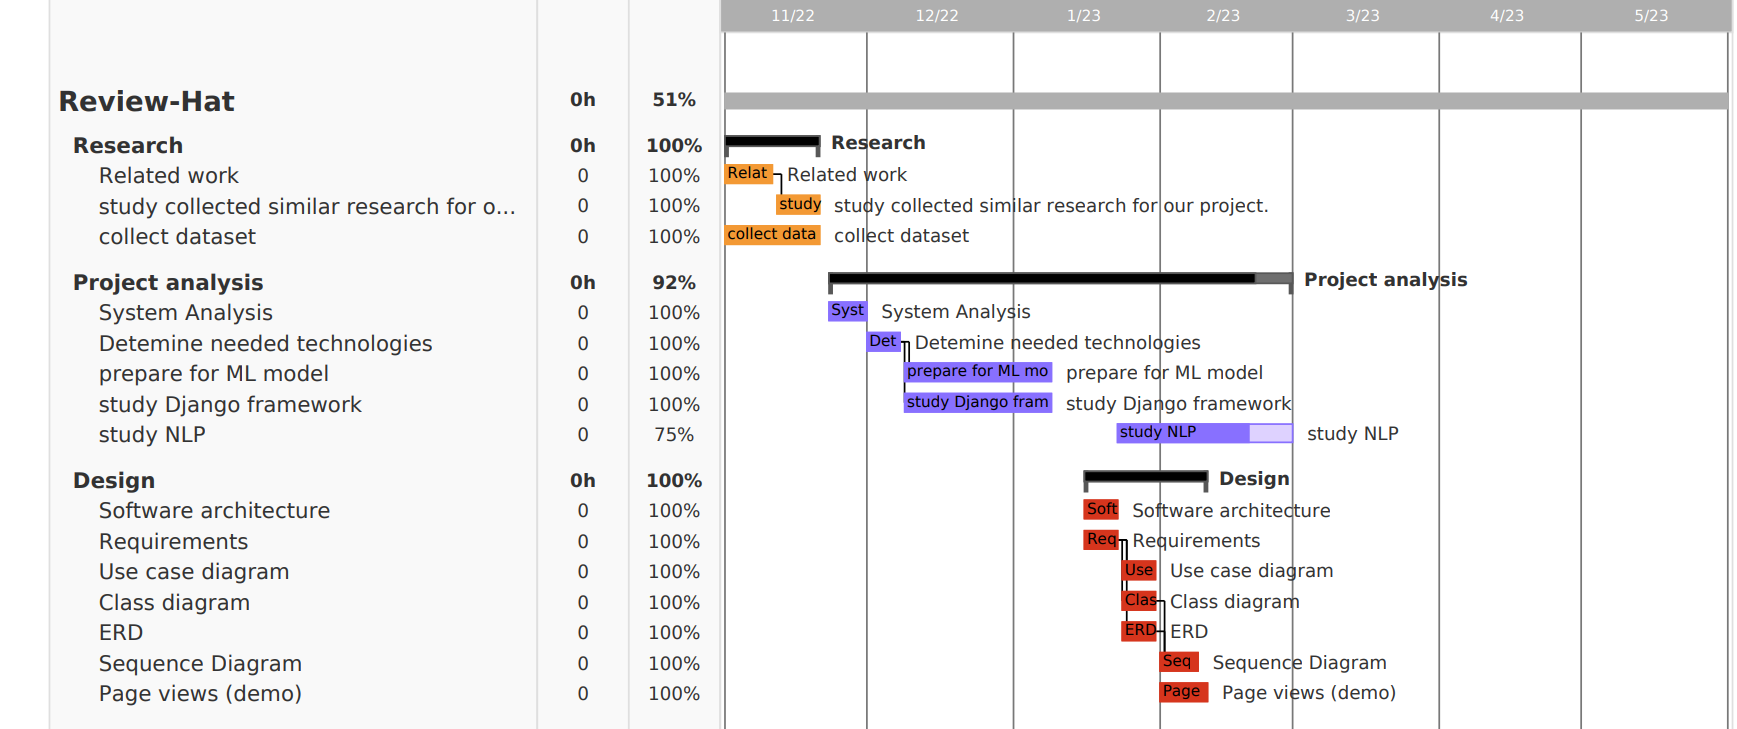 11/22 12/22 1/23 2/23 3/23 4/23 5/23
Review-Hat 0h 51%
Research 0h 100% Research
Related work 0 100% Relat Related work
study collected similar research for o... 0 100% study study collected similar research for our project.
collect dataset 0 100% collect data collect dataset
Project analysis 0h 92% Project analysis
System Analysis 0 100% Syst System Analysis
Detemine needed technologies 0 100% Det Detemine needed technologies
prepare for ML model 0 100% prepare for ML mo prepare for ML model
study Django framework 0 100% study Django fram study Django framework
study NLP 0 75% study NLP study NLP
Design 0h 100% Design
Software architecture 0 100% Soft Software architecture
Requirements 0 100% Req Requirements
Use case diagram 0 100% Use Use case diagram
Class diagram 0 100% Clas Class diagram
ERD 0 100% ERD ERD
Sequence Diagram 0 100% Seq Sequence Diagram
Page views (demo) 0 100% Page Page views (demo)